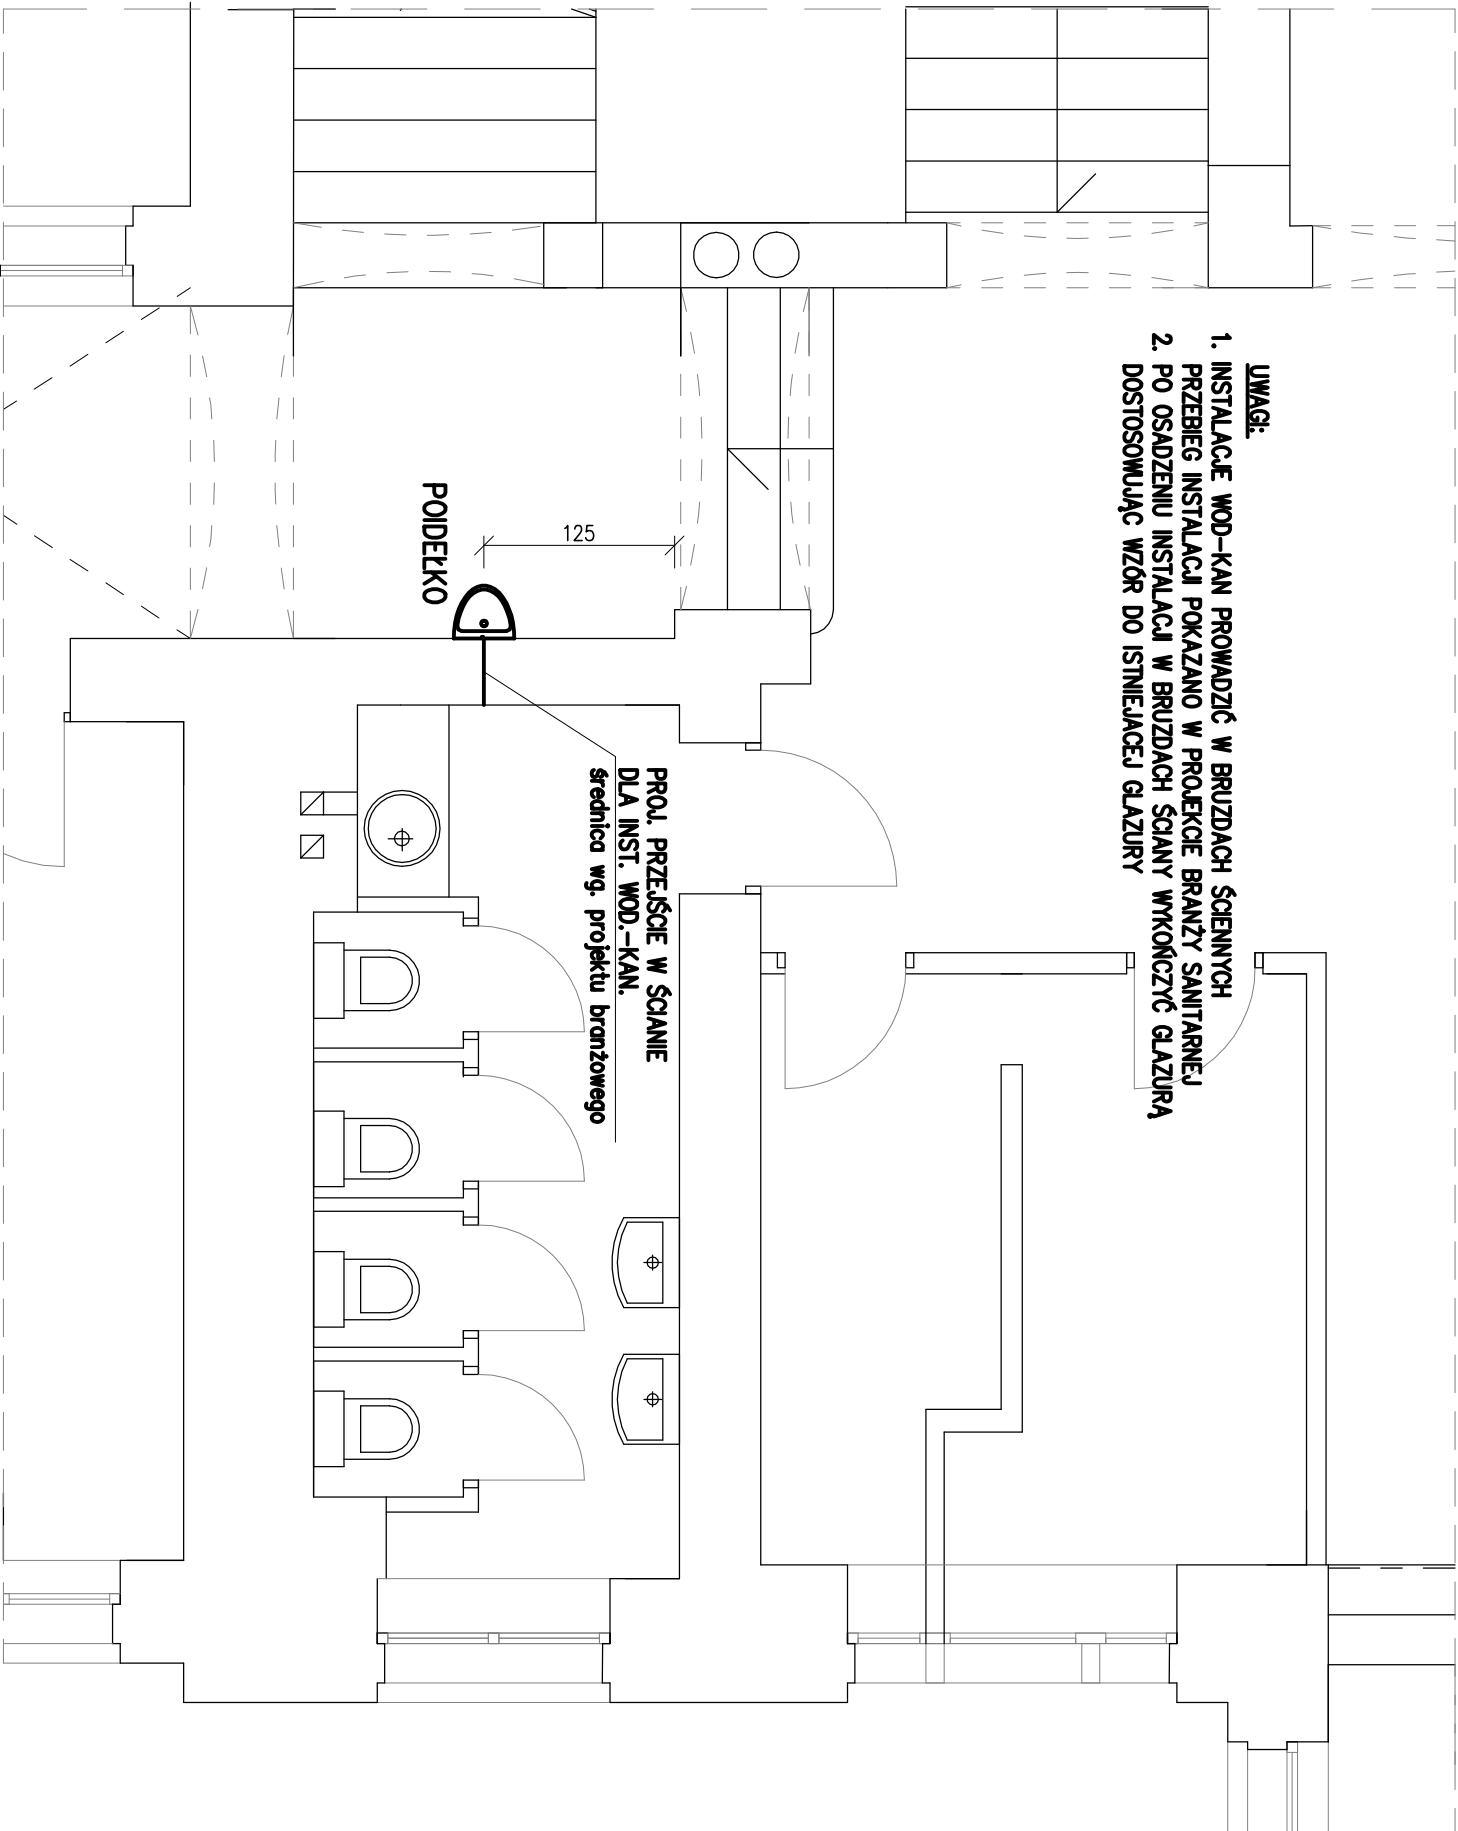 UWAGI:
1. INSTALACJE WOD-KAN PROWADZIĆ W BRUZDACH ŚCIENNYCH
PRZEBIEG INSTALACJI POKAZANO W PROJEKCIE BRANŻY SANITARNEJ
2. PO OSADZENIU INSTALACJI W BRUZDACH ŚCIANY WYKOŃCZYĆ GLAZURĄ
DOSTOSOWUJĄC WZÓR DO ISTNIEJACEJ GLAZURY
125
POIDEŁKO
PROJ. PRZEJŚCIE W ŚCIANIE
DLA INST. WOD.-KAN.
średnica wg. projektu branżowego